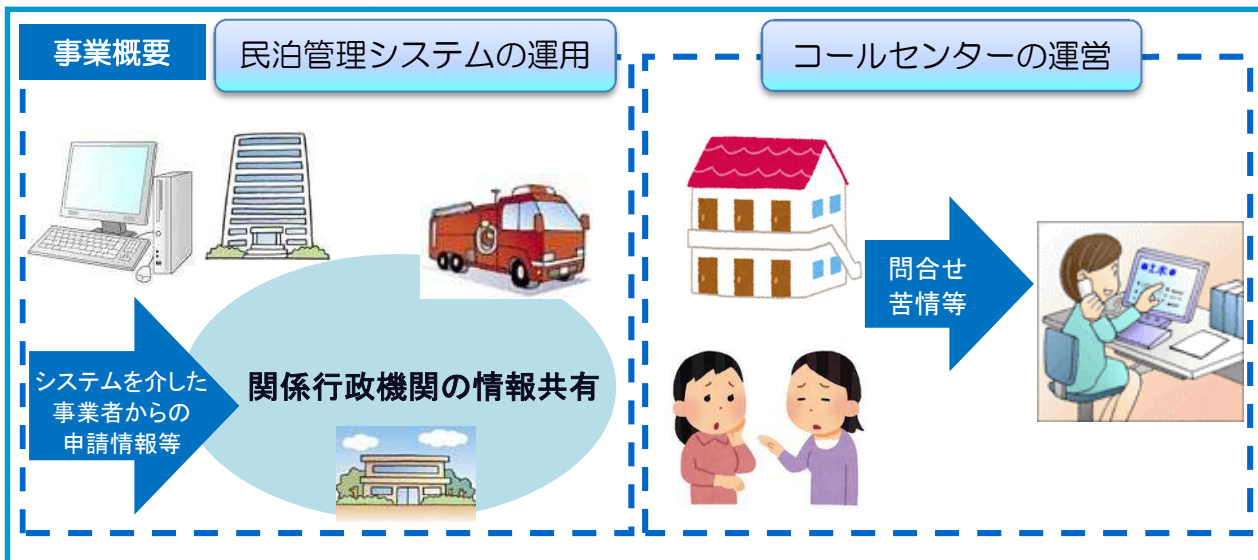 事業概要
民泊管理システムの運用
システムを介した
事業者からの
申請情報等
関係行政機関の情報共有
コールセンターの運営
問合せ
苦情等